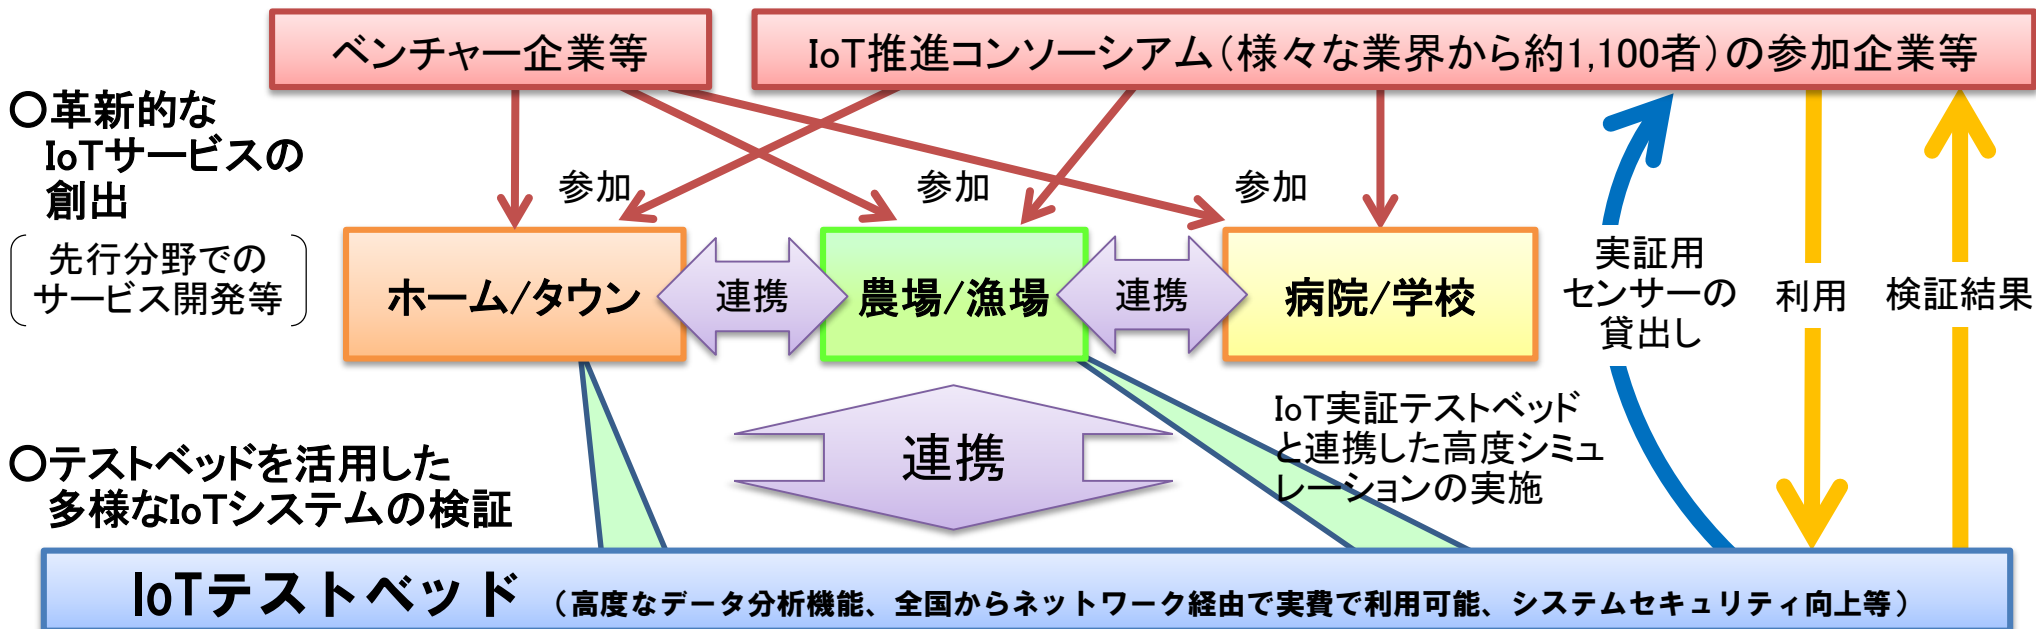 ベンチャー企業等
IoT推進コンソーシアム（様々な業界から約1,100者）の参加企業等
〇革新的な
IoTサービスの
創出
先行分野での
サービス開発等
参加
参加
参加
ホーム/タウン
連携
農場/漁場
連携
病院/学校
実証用
センサーの
貸出し
利用
検証結果
連携
IoT実証テストベッド
と連携した高度シミュ
レーションの実施
〇テストベッドを活用した
多様なIoTシステムの検証
IoTテストベッド （高度なデータ分析機能、全国からネットワーク経由で実費で利用可能、システムセキュリティ向上等）